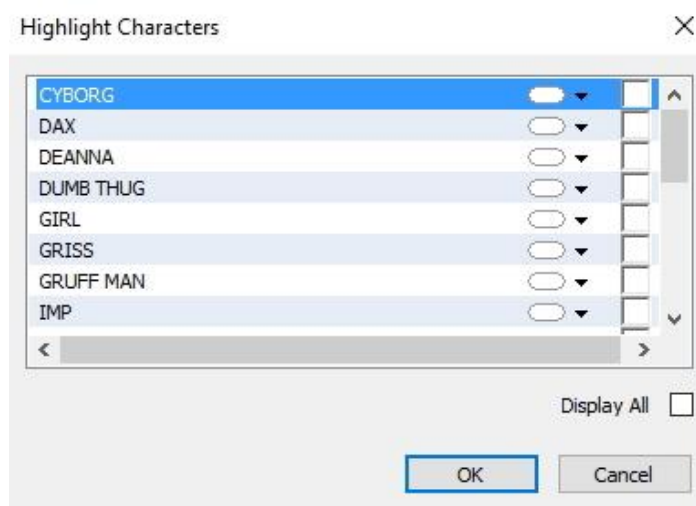 Highlight Characters
CYBORG
DAX
DEANNA
DUMB THUG
GIRL
GRISS
GRUFF MAN
IMP
Display All
OK Cancel